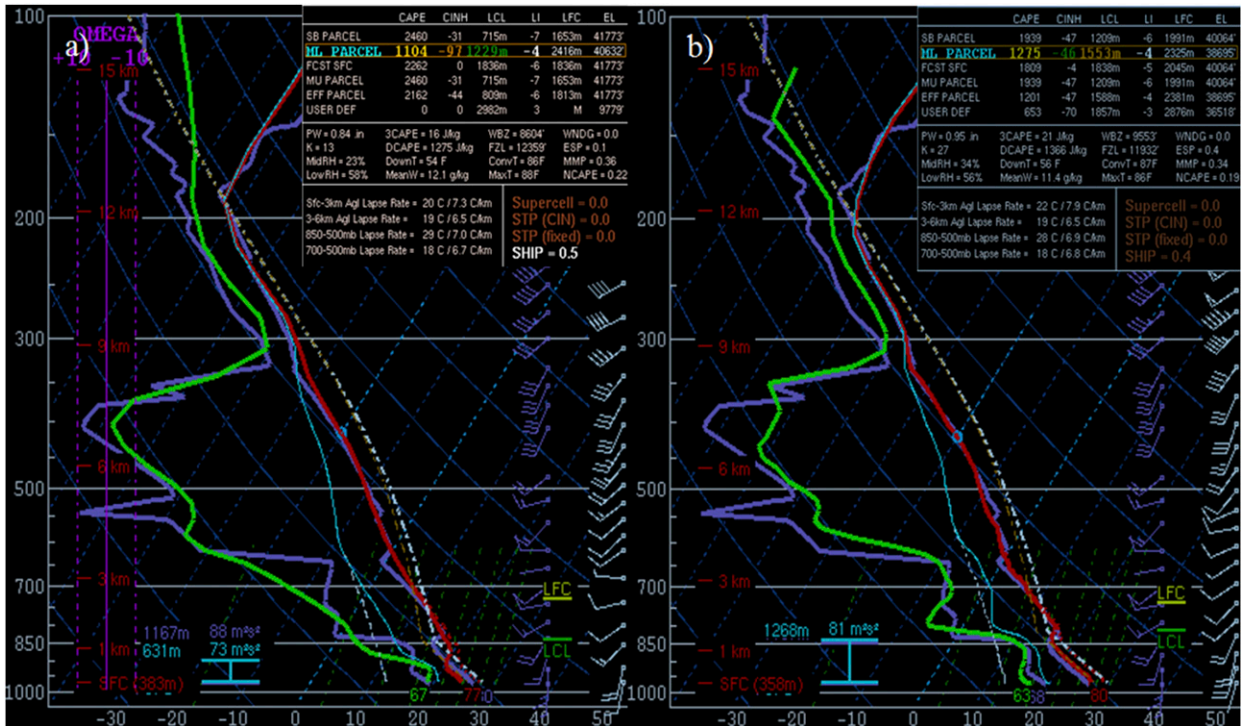 a)
OMEGA
+10 -10
CAPE CINH LCL LI LFC EL
SB PARCEL 2460 -31 715m -7 1653m 41773'
ML PARCEL 1104 -97 1229m -4 2416m 40632'
FCST SFC 2262 0 1836m -6 1836m 41773'
MU PARCEL 2460 -31 715m -7 1653m 41773'
EFF PARCEL 2162 -44 809m -6 1813m 41773'
USER DEF 0 0 2982m 3 M 9779'
PW = 0.84 in 3CAPE = 16 J/kg WBZ = 8604' WNDG = 0.0
K = 13 DCAPE = 1275 J/kg FZL = 12359' ESP = 0.1
MidRH = 23% DownT = 54 F ConvT = 86F MMP = 0.36
LowRH = 58% MeanW = 12.1 g/kg MaxT = 88F NCAPE = 0.22
Sfc-3km Agl Lapse Rate = 20 C / 7.3 C/km
3-6km Agl Lapse Rate = 19 C / 6.5 C/km
850-500mb Lapse Rate = 29 C / 7.0 C/km
700-500mb Lapse Rate = 18 C / 6.7 C/km
Supercell = 0.0
STP (CIN) = 0.0
STP (fixed) = 0.0
SHIP = 0.5
100
200
300
500
700
850
1000
15 km
12 km
9 km
6 km
3 km
1 km
SFC (383m)
1167m 88 m²s²
631m 73 m²s²
LFC
LCL
67 77
-30 -20 -10 0 10 20 30 40 50
b)
CAPE CINH LCL LI LFC EL
SB PARCEL 1939 -47 1209m -6 1991m 40064'
ML PARCEL 1275 -46 1553m -4 2325m 38695'
FCST SFC 1809 -4 1838m -5 2045m 40064'
MU PARCEL 1939 -47 1209m -6 1991m 40064'
EFF PARCEL 1201 -47 1588m -4 2381m 38695'
USER DEF 653 -70 1857m -3 2876m 36518'
PW = 0.95 in 3CAPE = 21 J/kg WBZ = 9553' WNDG = 0.0
K = 27 DCAPE = 1366 J/kg FZL = 11932' ESP = 0.4
MidRH = 34% DownT = 56 F ConvT = 87F MMP = 0.34
LowRH = 56% MeanW = 11.4 g/kg MaxT = 86F NCAPE = 0.19
Sfc-3km Agl Lapse Rate = 22 C / 7.9 C/km
3-6km Agl Lapse Rate = 19 C / 6.5 C/km
850-500mb Lapse Rate = 28 C / 6.9 C/km
700-500mb Lapse Rate = 18 C / 6.8 C/km
Supercell = 0.0
STP (CIN) = 0.0
STP (fixed) = 0.0
SHIP = 0.4
100
200
300
500
700
850
1000
15 km
12 km
9 km
6 km
3 km
1 km
SFC (358m)
1268m 81 m²s²
LFC
LCL
63 80
-30 -20 -10 0 10 20 30 40 50